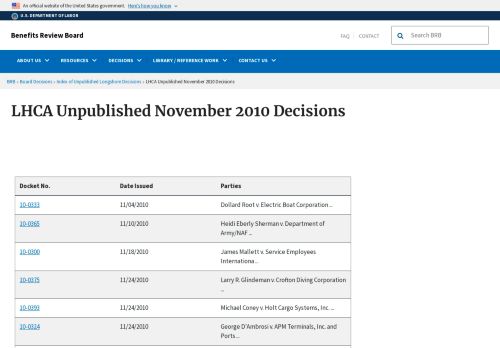 An official website of the United States government. Here's how you know
U.S. DEPARTMENT OF LABOR
Benefits Review Board
FAQ
CONTACT
Search BRB
ABOUT US
RESOURCES
DECISIONS
LIBRARY / REFERENCE WORK
CONTACT US
BRB › Board Decisions › Index of Unpublished Longshore Decisions › LHCA Unpublished November 2010 Decisions
LHCA Unpublished November 2010 Decisions
Docket No. Date Issued Parties
10-0333 11/04/2010 Dollard Root v. Electric Boat Corporation ...
10-0365 11/10/2010 Heidi Eberly Sherman v. Department of
Army/NAF ...
10-0300 11/18/2010 James Mallett v. Service Employees
Internationa...
10-0375 11/24/2010 Larry R. Glindeman v. Crofton Diving Corporation
...
10-0393 11/24/2010 Michael Coney v. Holt Cargo Systems, Inc. ...
10-0324 11/24/2010 George D'Ambrosi v. APM Terminals, Inc. and
Ports...